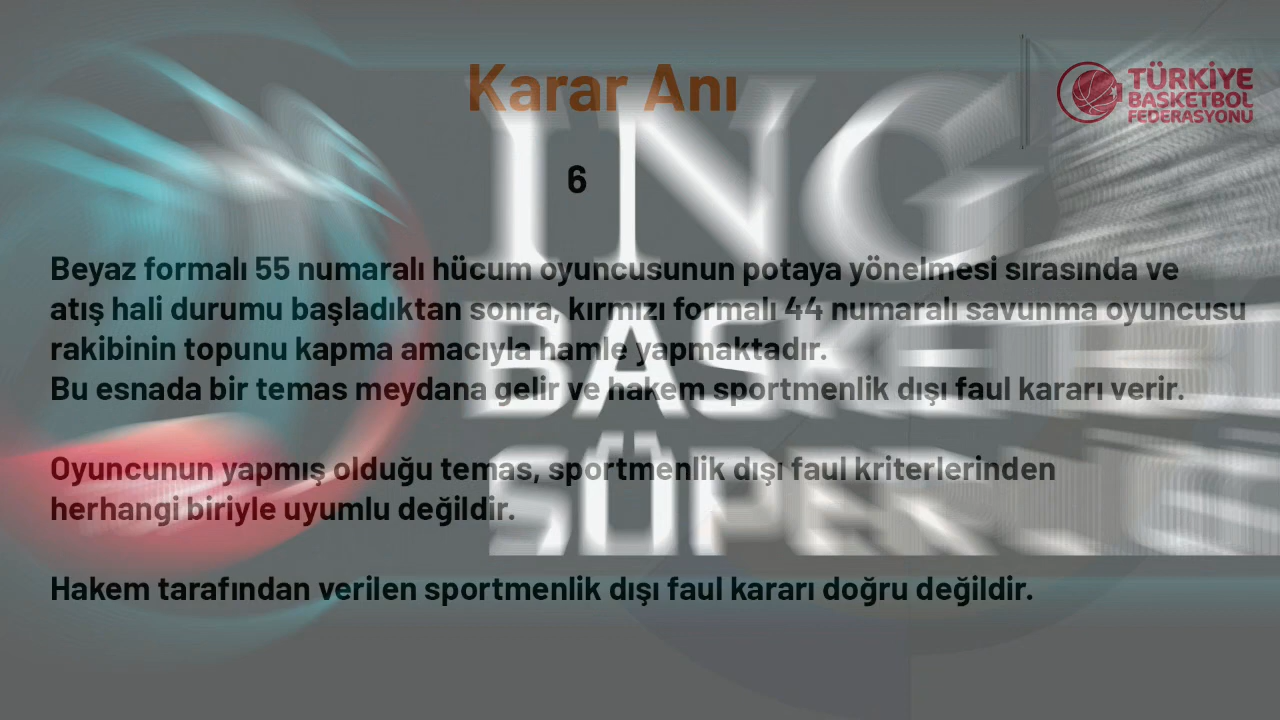 Karar Anı
TÜRKİYE
BASKETBOL
FEDERASYONU
6
ING
Beyaz formalı 55 numaralı hücum oyuncusunun potaya yönelmesi sırasında ve
atış hali durumu başladıktan sonra, kırmızı formalı 44 numaralı savunma oyuncusu
rakibinin topunu kapma amacıyla hamle yapmaktadır.
Bu esnada bir temas meydana gelir ve hakem sportmenlik dışı faul kararı verir.
BASKET
Oyuncunun yapmış olduğu temas, sportmenlik dışı faul kriterlerinden
herhangi biriyle uyumlu değildir.
SÜPER
Hakem tarafından verilen sportmenlik dışı faul kararı doğru değildir.